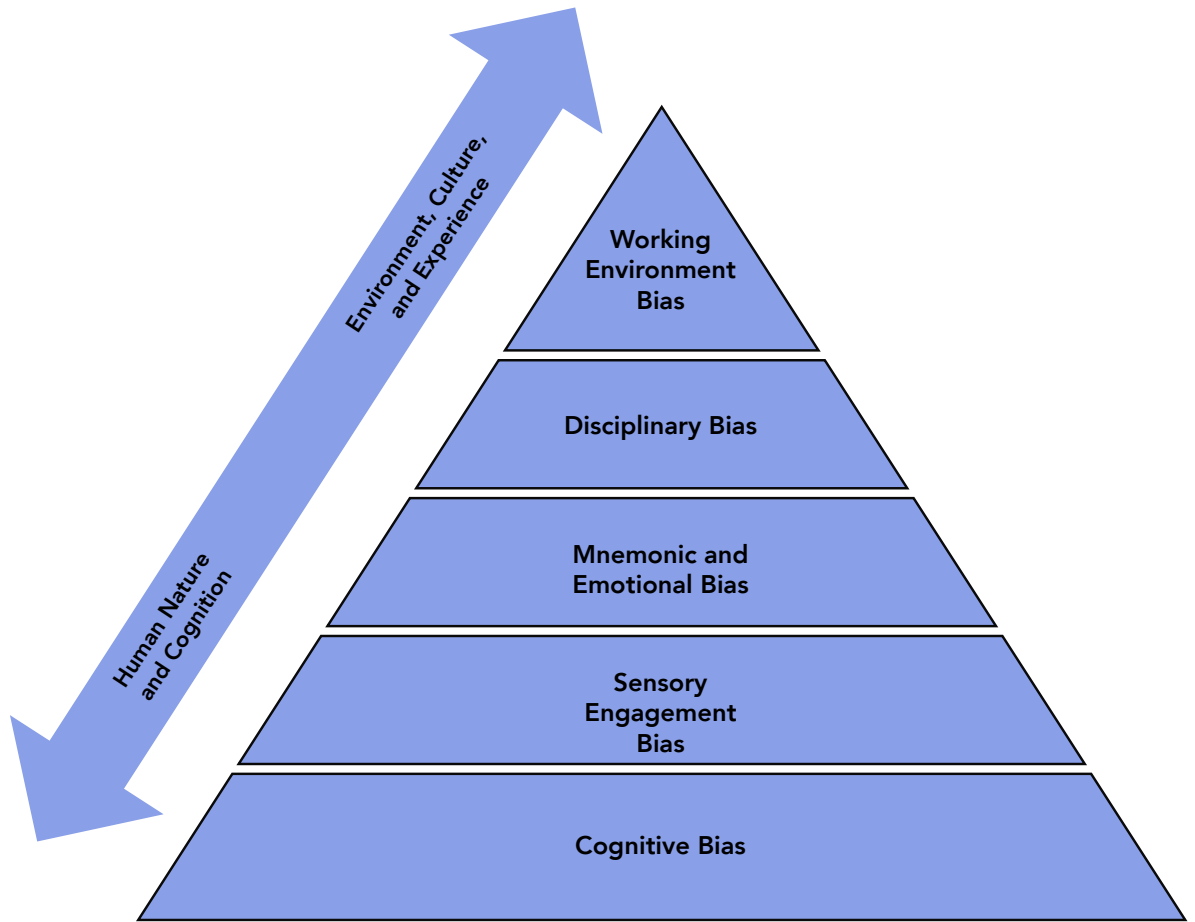 Environment, Culture,
and Experience
Human Nature
and Cognition
Working
Environment
Bias
Disciplinary Bias
Mnemonic and
Emotional Bias
Sensory
Engagement
Bias
Cognitive Bias